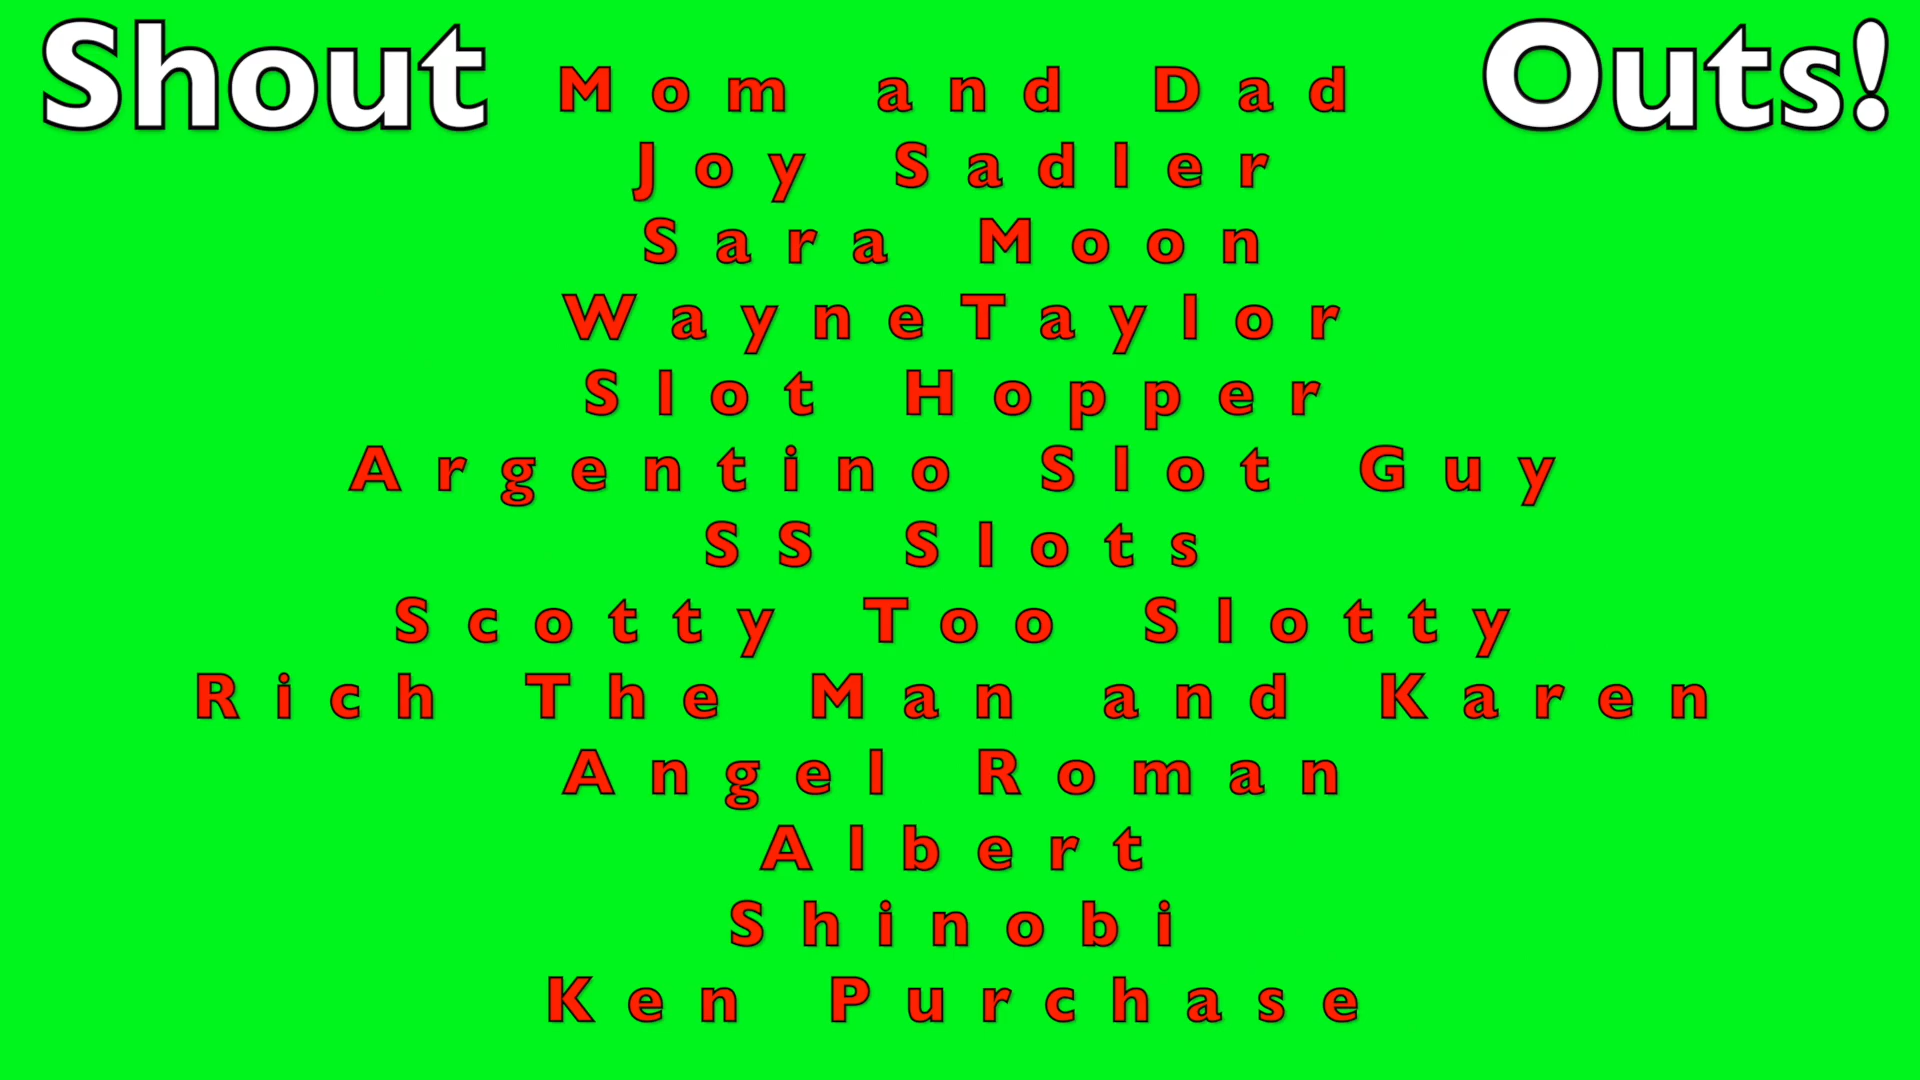 Shout Outs!
Mom and Dad
Joy Sadler
Sara Moon
WayneTaylor
Slot Hopper
Argentino Slot Guy
SS Slots
Scotty Too Slotty
Rich The Man and Karen
Angel Roman
Albert
Shinobi
Ken Purchase